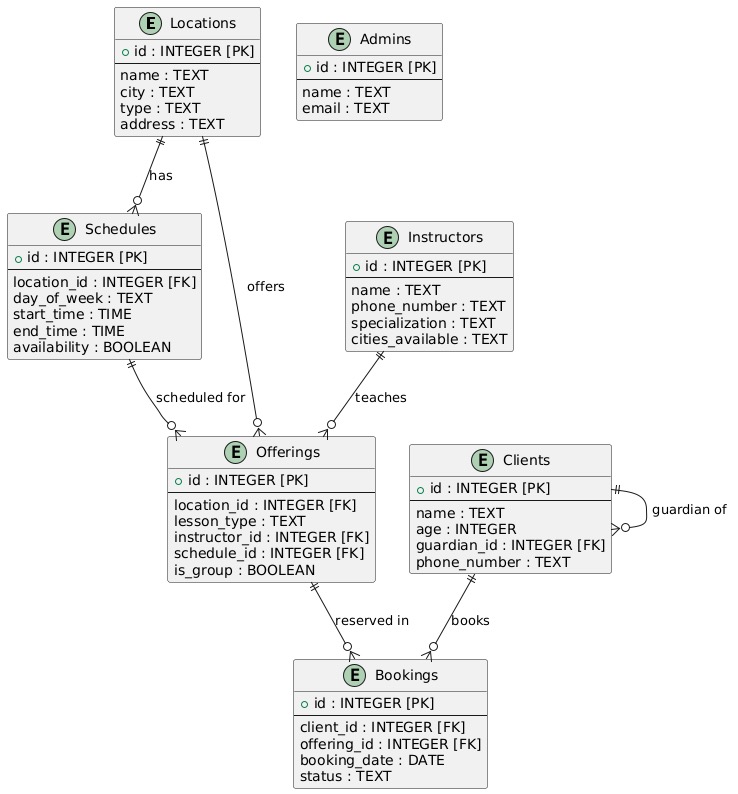 E Locations
id : INTEGER [PK]
name : TEXT
city : TEXT
type : TEXT
address : TEXT
E Admins
id : INTEGER [PK]
name : TEXT
email : TEXT
has
offers
E Schedules
id : INTEGER [PK]
location_id : INTEGER [FK]
day_of_week : TEXT
start_time : TIME
end_time : TIME
availability : BOOLEAN
E Instructors
id : INTEGER [PK]
name : TEXT
phone_number : TEXT
specialization : TEXT
cities_available : TEXT
scheduled for
teaches
E Offerings
id : INTEGER [PK]
location_id : INTEGER [FK]
lesson_type : TEXT
instructor_id : INTEGER [FK]
schedule_id : INTEGER [FK]
is_group : BOOLEAN
E Clients
id : INTEGER [PK]
name : TEXT
age : INTEGER
guardian_id : INTEGER [FK]
phone_number : TEXT
guardian of
reserved in
books
E Bookings
id : INTEGER [PK]
client_id : INTEGER [FK]
offering_id : INTEGER [FK]
booking_date : DATE
status : TEXT